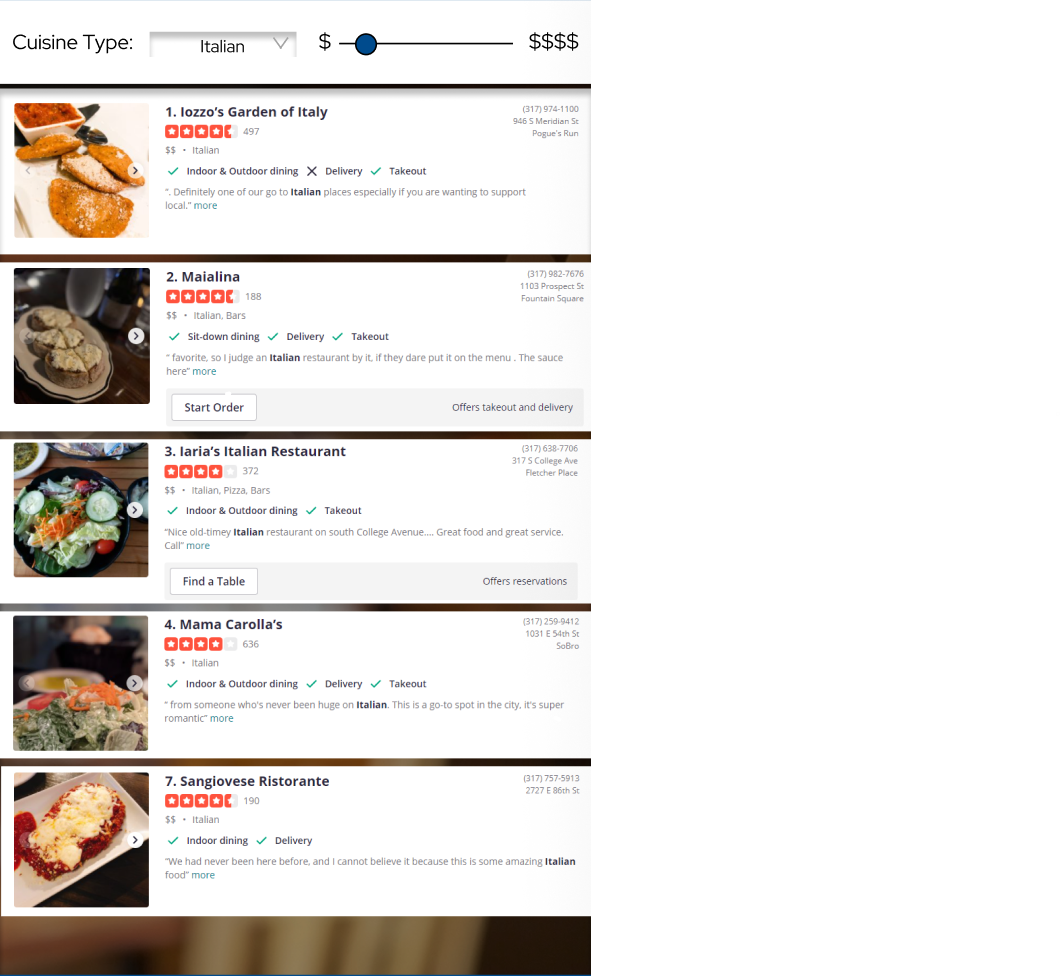 Cuisine Type: Italian $ $$$$
1. Iozzo's Garden of Italy
(317) 974-1100
946 S Meridian St
Pogue's Run
497
$$ • Italian
Indoor & Outdoor dining Delivery Takeout
“. Definitely one of our go to Italian places especially if you are wanting to support
local.” more
2. Maialina
(317) 982-7676
1103 Prospect St
Fountain Square
188
$$ • Italian, Bars
Sit-down dining Delivery Takeout
“ favorite, so I judge an Italian restaurant by it, if they dare put it on the menu . The sauce
here” more
Start Order Offers takeout and delivery
3. Iaria's Italian Restaurant
(317) 638-7706
317 S College Ave
Fletcher Place
372
$$ • Italian, Pizza, Bars
Indoor & Outdoor dining Takeout
“Nice old-timey Italian restaurant on south College Avenue.... Great food and great service.
Call” more
Find a Table Offers reservations
4. Mama Carolla's
(317) 259-9412
1031 E 54th St
SoBro
636
$$ • Italian
Indoor & Outdoor dining Delivery Takeout
“ from someone who's never been huge on Italian. This is a go-to spot in the city, it's super
romantic” more
7. Sangiovese Ristorante
(317) 757-5913
2727 E 86th St
190
$$ • Italian
Indoor dining Delivery
“We had never been here before, and I cannot believe it because this is some amazing Italian
food” more